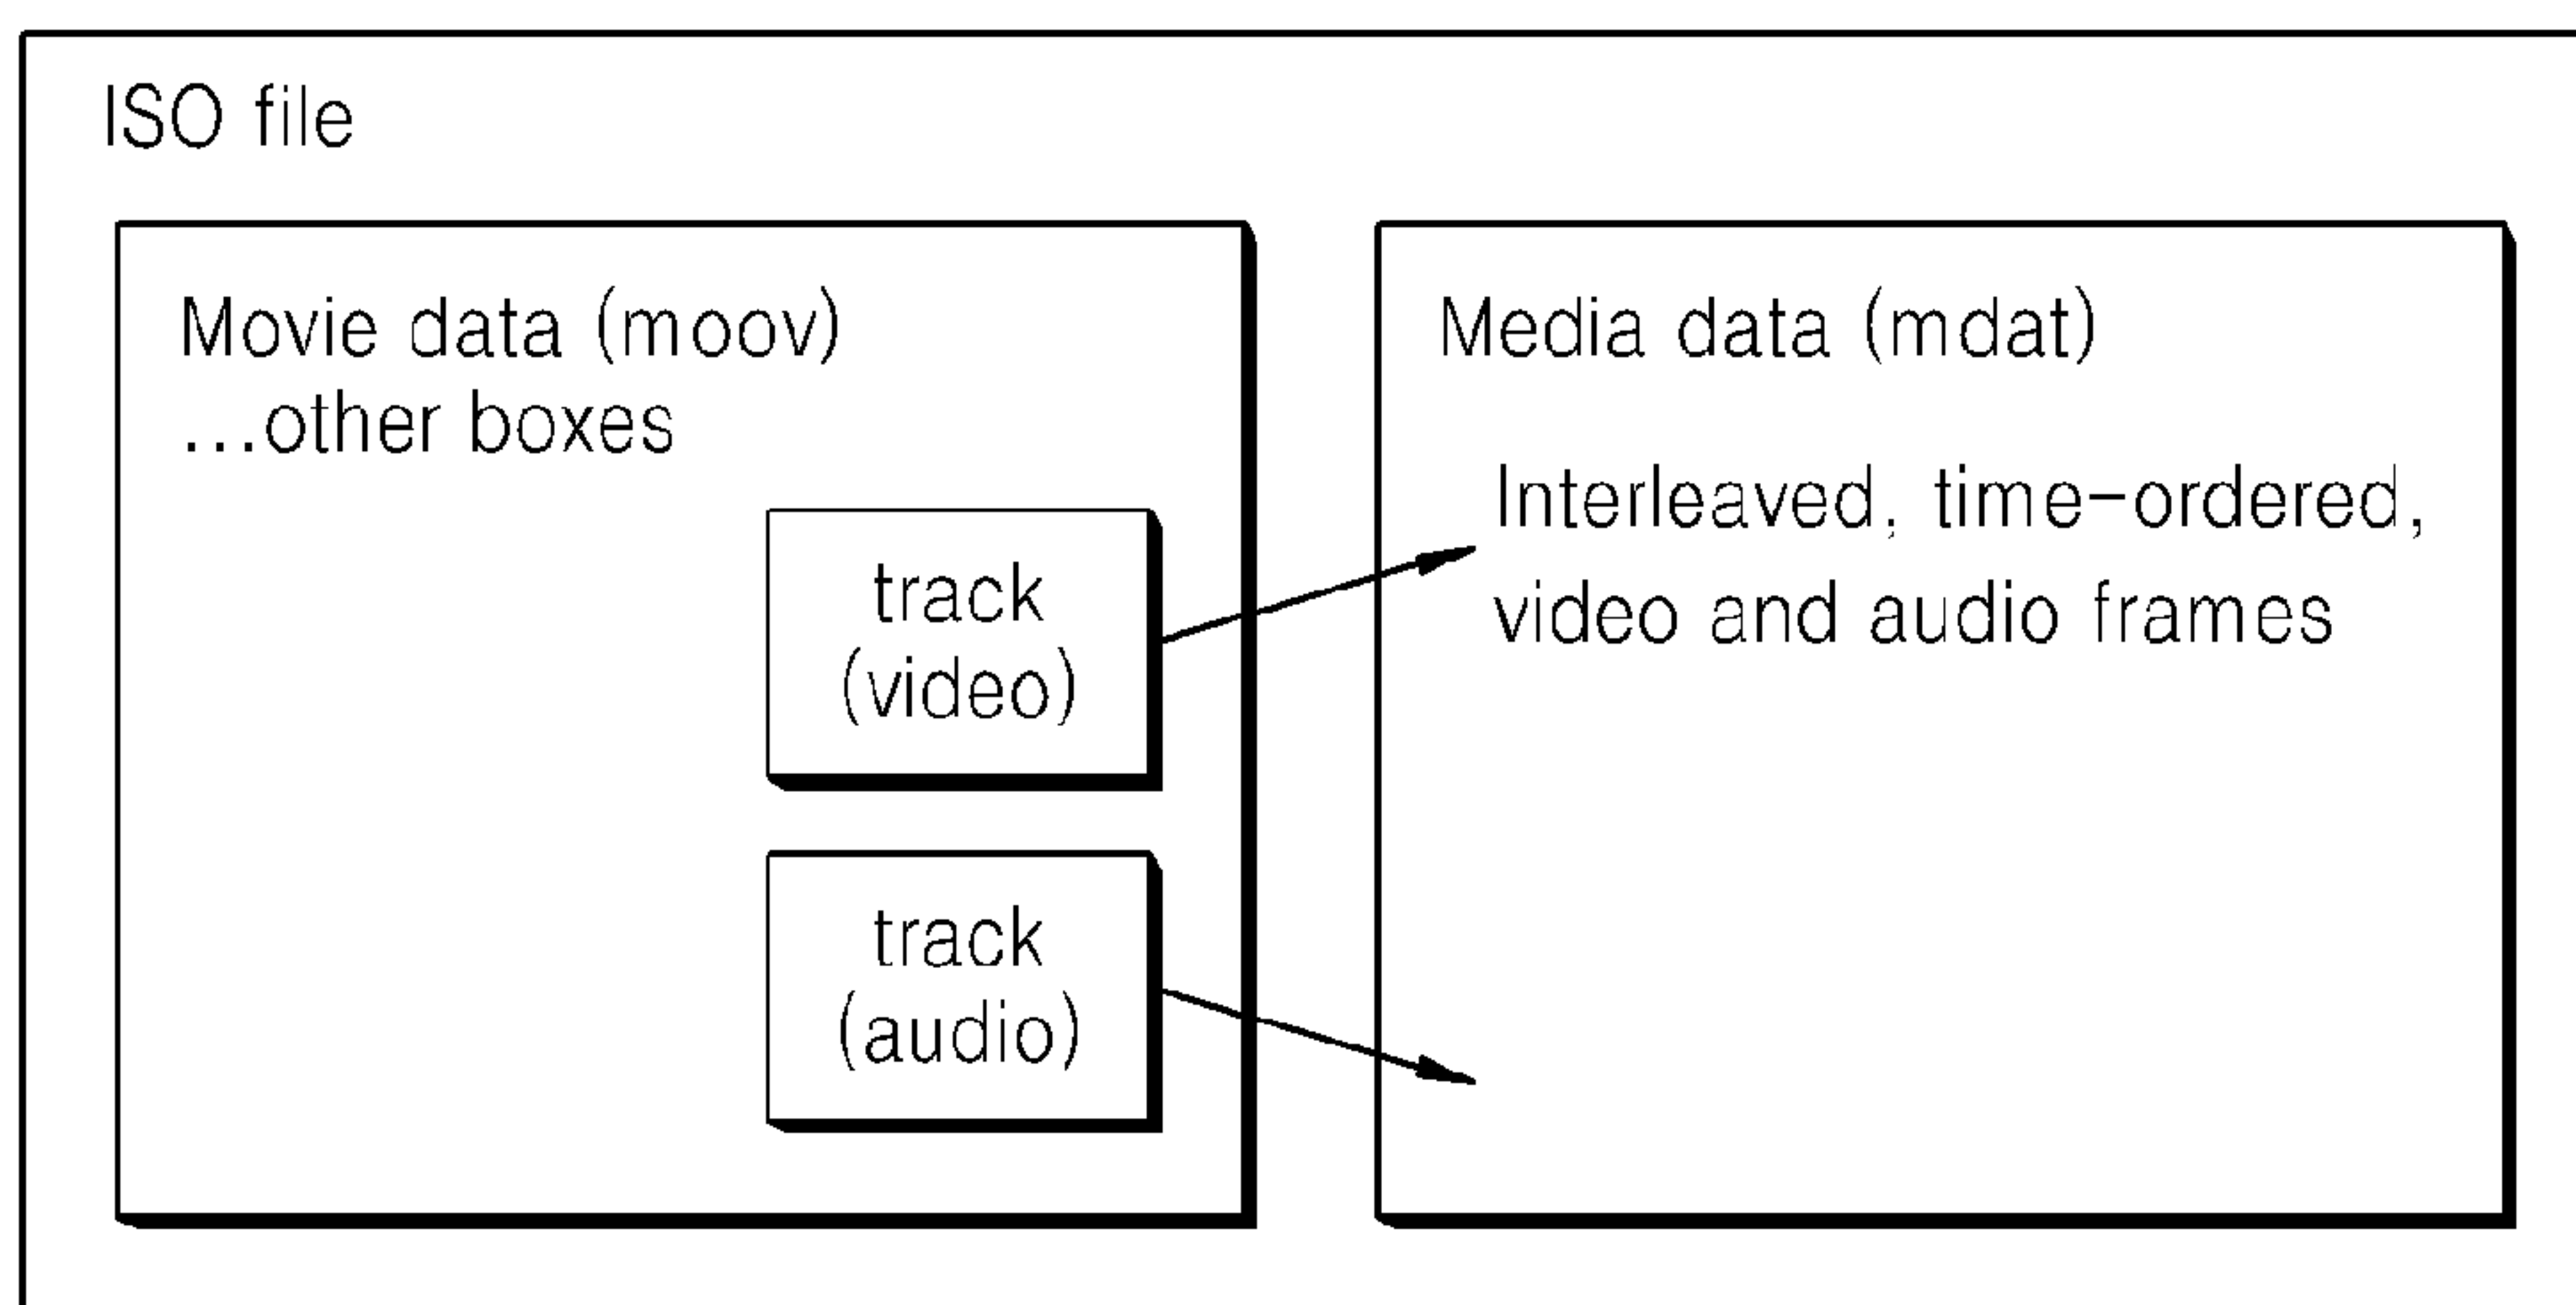 ISO file
Movie data (moov)
...other boxes
track
(video)
track
(audio)
Media data (mdat)
Interleaved, time-ordered,
video and audio frames